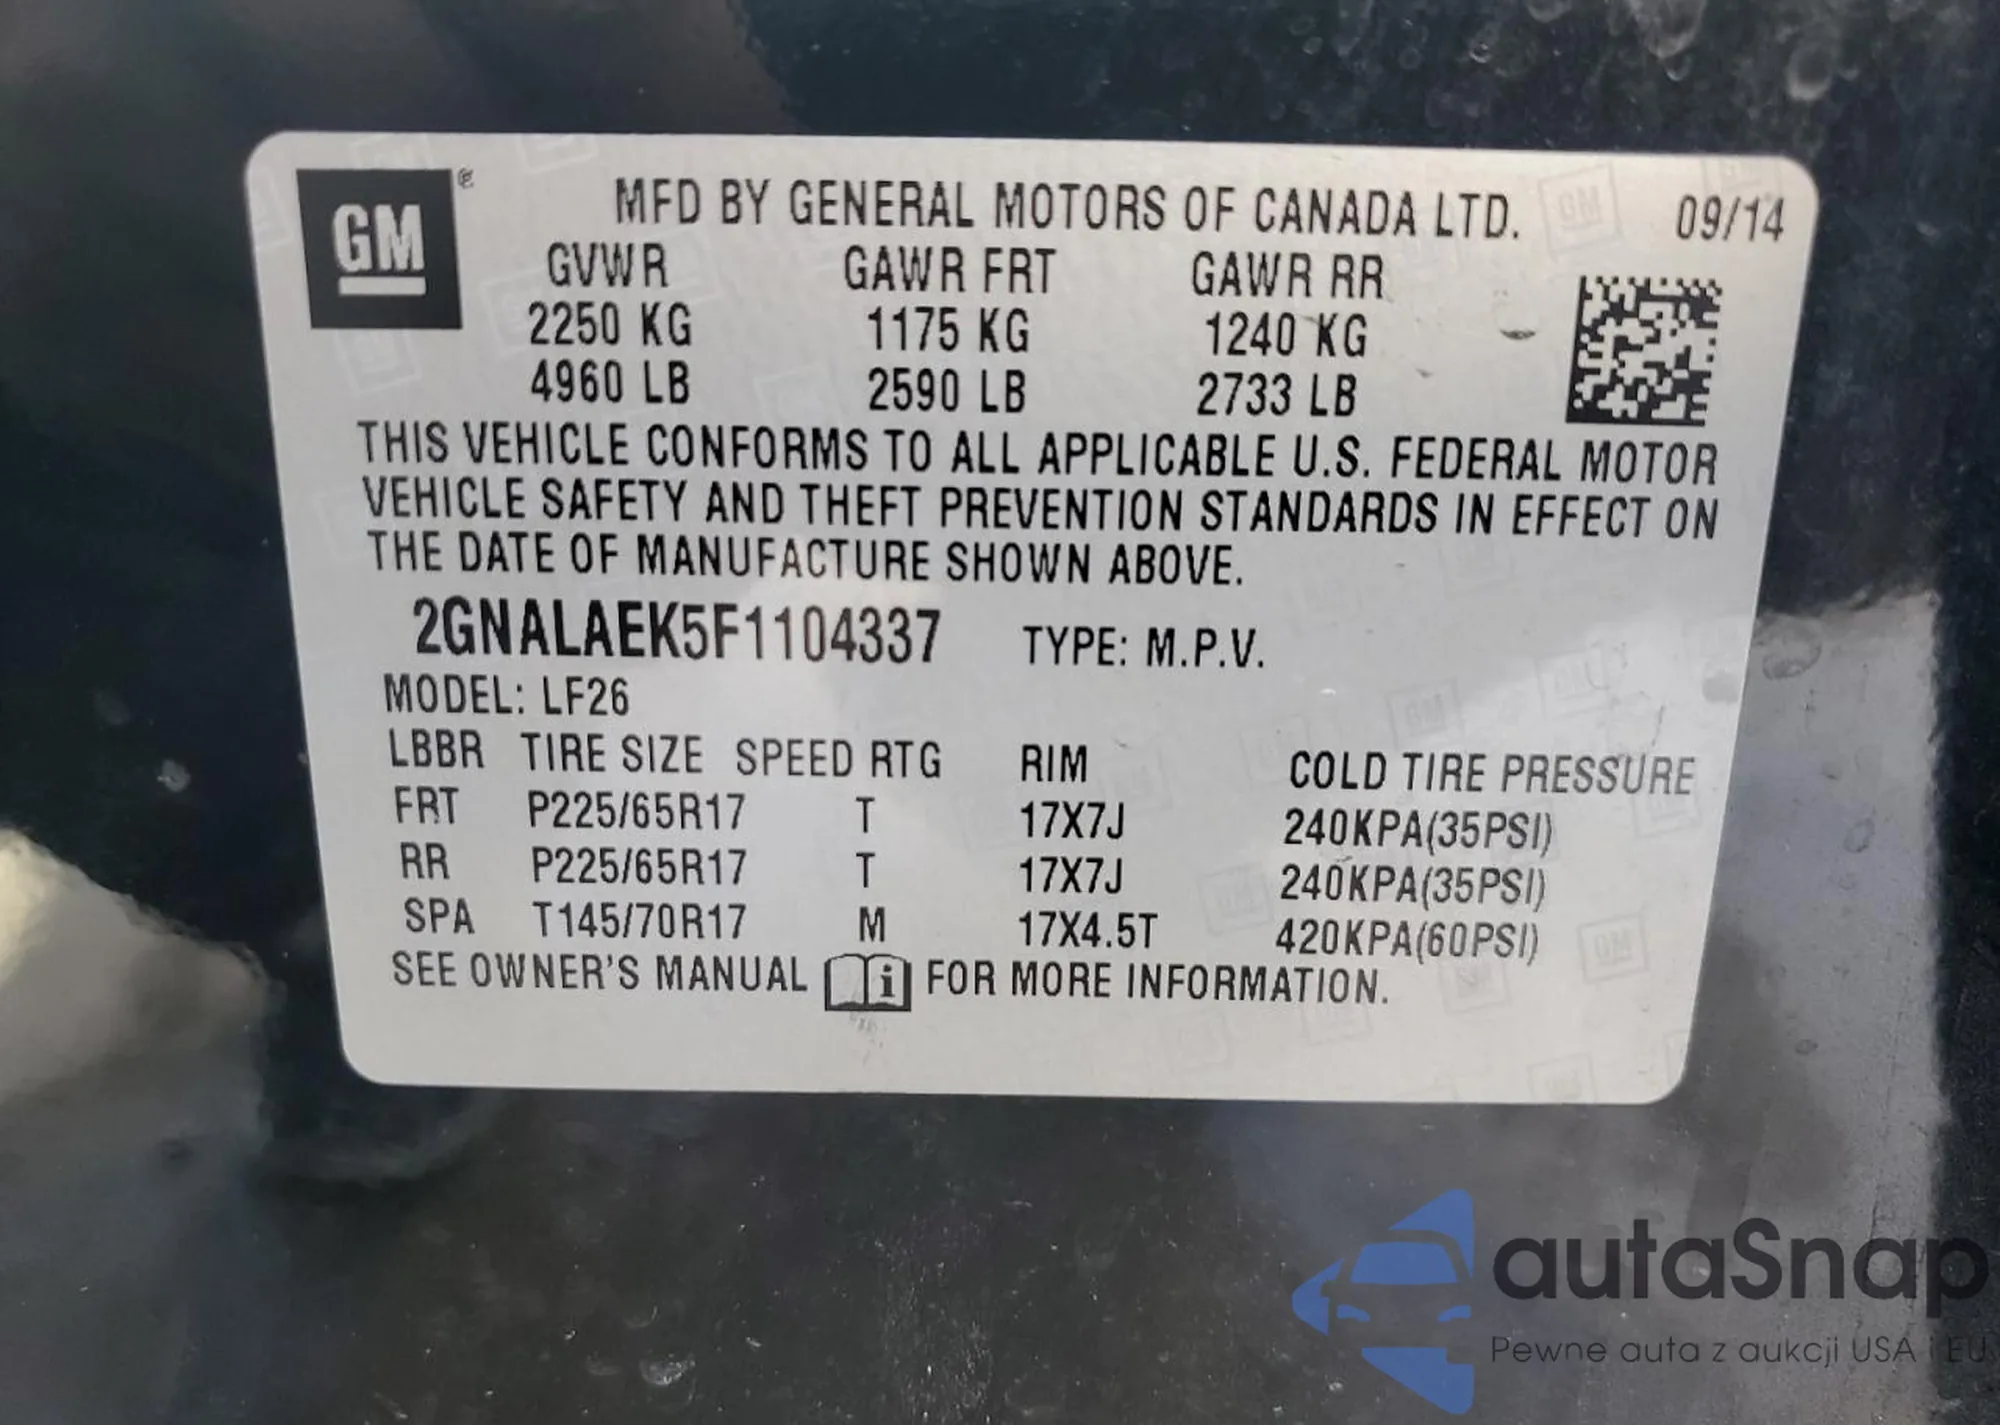 GM
MFD BY GENERAL MOTORS OF CANADA LTD. 09/14
GVWR GAWR FRT GAWR RR
2250 KG 1175 KG 1240 KG
4960 LB 2590 LB 2733 LB
THIS VEHICLE CONFORMS TO ALL APPLICABLE U.S. FEDERAL MOTOR
VEHICLE SAFETY AND THEFT PREVENTION STANDARDS IN EFFECT ON
THE DATE OF MANUFACTURE SHOWN ABOVE.
2GNALAEK5F1104337 TYPE: M.P.V.
MODEL: LF26
LBBR TIRE SIZE SPEED RTG RIM COLD TIRE PRESSURE
FRT P225/65R17 T 17X7J 240KPA(35PSI)
RR P225/65R17 T 17X7J 240KPA(35PSI)
SPA T145/70R17 M 17X4.5T 420KPA(60PSI)
SEE OWNER'S MANUAL i FOR MORE INFORMATION.
autaSnap
Pewne auta z aukcji USA i EU